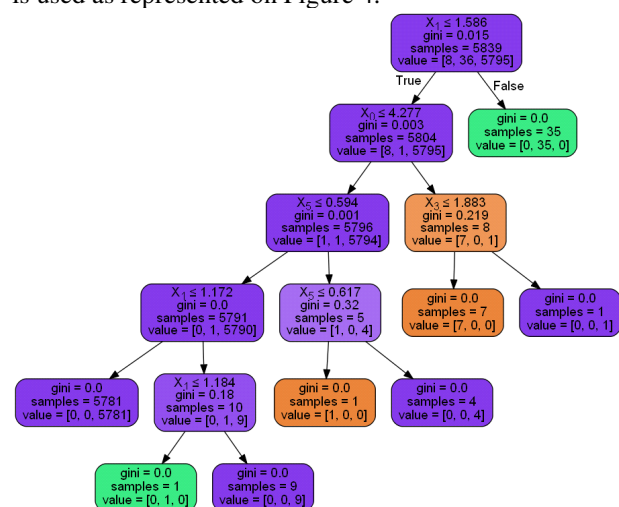 is used as represented on Figure 4.
X1 ≤ 1.586
gini = 0.015
samples = 5839
value = [8, 36, 5795]
True
False
X0 ≤ 4.277
gini = 0.003
samples = 5804
value = [8, 1, 5795]
gini = 0.0
samples = 35
value = [0, 35, 0]
X5 ≤ 0.594
gini = 0.001
samples = 5796
value = [1, 1, 5794]
X3 ≤ 1.883
gini = 0.219
samples = 8
value = [7, 0, 1]
X1 ≤ 1.172
gini = 0.0
samples = 5791
value = [0, 1, 5790]
X5 ≤ 0.617
gini = 0.32
samples = 5
value = [1, 0, 4]
gini = 0.0
samples = 7
value = [7, 0, 0]
gini = 0.0
samples = 1
value = [0, 0, 1]
gini = 0.0
samples = 5781
value = [0, 0, 5781]
X1 ≤ 1.184
gini = 0.18
samples = 10
value = [0, 1, 9]
gini = 0.0
samples = 1
value = [1, 0, 0]
gini = 0.0
samples = 4
value = [0, 0, 4]
gini = 0.0
samples = 1
value = [0, 1, 0]
gini = 0.0
samples = 9
value = [0, 0, 9]